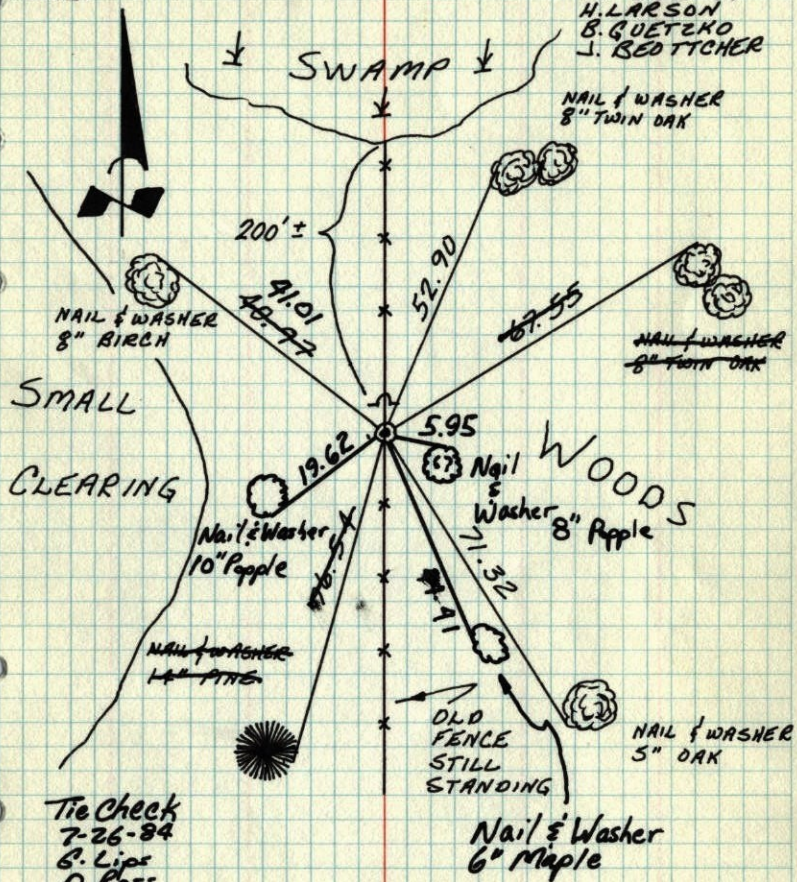 H. LARSON
B. GUETZKO
J. BEOTTCHER
SWAMP
NAIL & WASHER
8" TWIN OAK
200' ±
52.90
41.01
40.97
67.55
NAIL & WASHER
8" BIRCH
NAIL & WASHER
8" TWIN OAK
SMALL
CLEARING
5.95
19.62
WOODS
Nail
&
Washer
8" Popple
Nail & Washer
10" Popple
71.32
.41
NAIL & WASHER
14" PINE
OLD
FENCE
STILL
STANDING
NAIL & WASHER
5" OAK
Tie Check
7-26-84
G. Lips
Nail & Washer
6" Maple